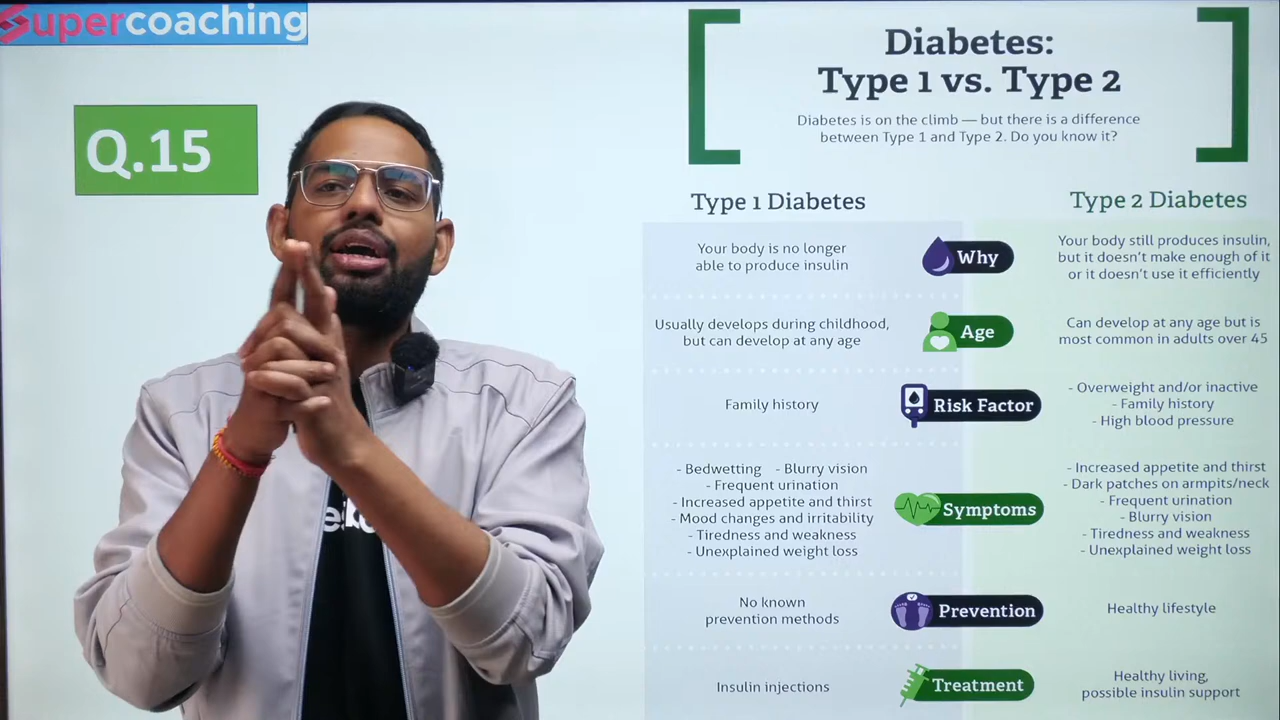 Supercoaching
Q.15
Diabetes:
Type 1 vs. Type 2
Diabetes is on the climb — but there is a difference
between Type 1 and Type 2. Do you know it?
Type 1 Diabetes
Type 2 Diabetes
Your body is no longer
able to produce insulin
Why
Your body still produces insulin,
but it doesn't make enough of it
or it doesn't use it efficiently
Usually develops during childhood,
but can develop at any age
Age
Can develop at any age but is
most common in adults over 45
Family history
Risk Factor
- Overweight and/or inactive
- Family history
- High blood pressure
- Bedwetting - Blurry vision
- Frequent urination
- Increased appetite and thirst
- Mood changes and irritability
- Tiredness and weakness
- Unexplained weight loss
Symptoms
- Increased appetite and thirst
- Dark patches on armpits/neck
- Frequent urination
- Blurry vision
- Tiredness and weakness
- Unexplained weight loss
No known
prevention methods
Prevention
Healthy lifestyle
Insulin injections
Treatment
Healthy living,
possible insulin support